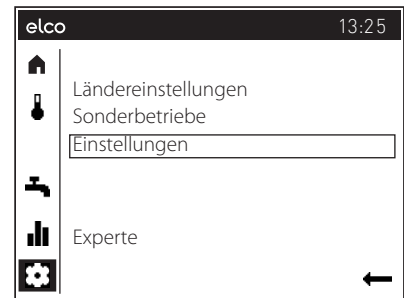 elco 13:25
Ländereinstellungen
Sonderbetriebe
Einstellungen
Experte